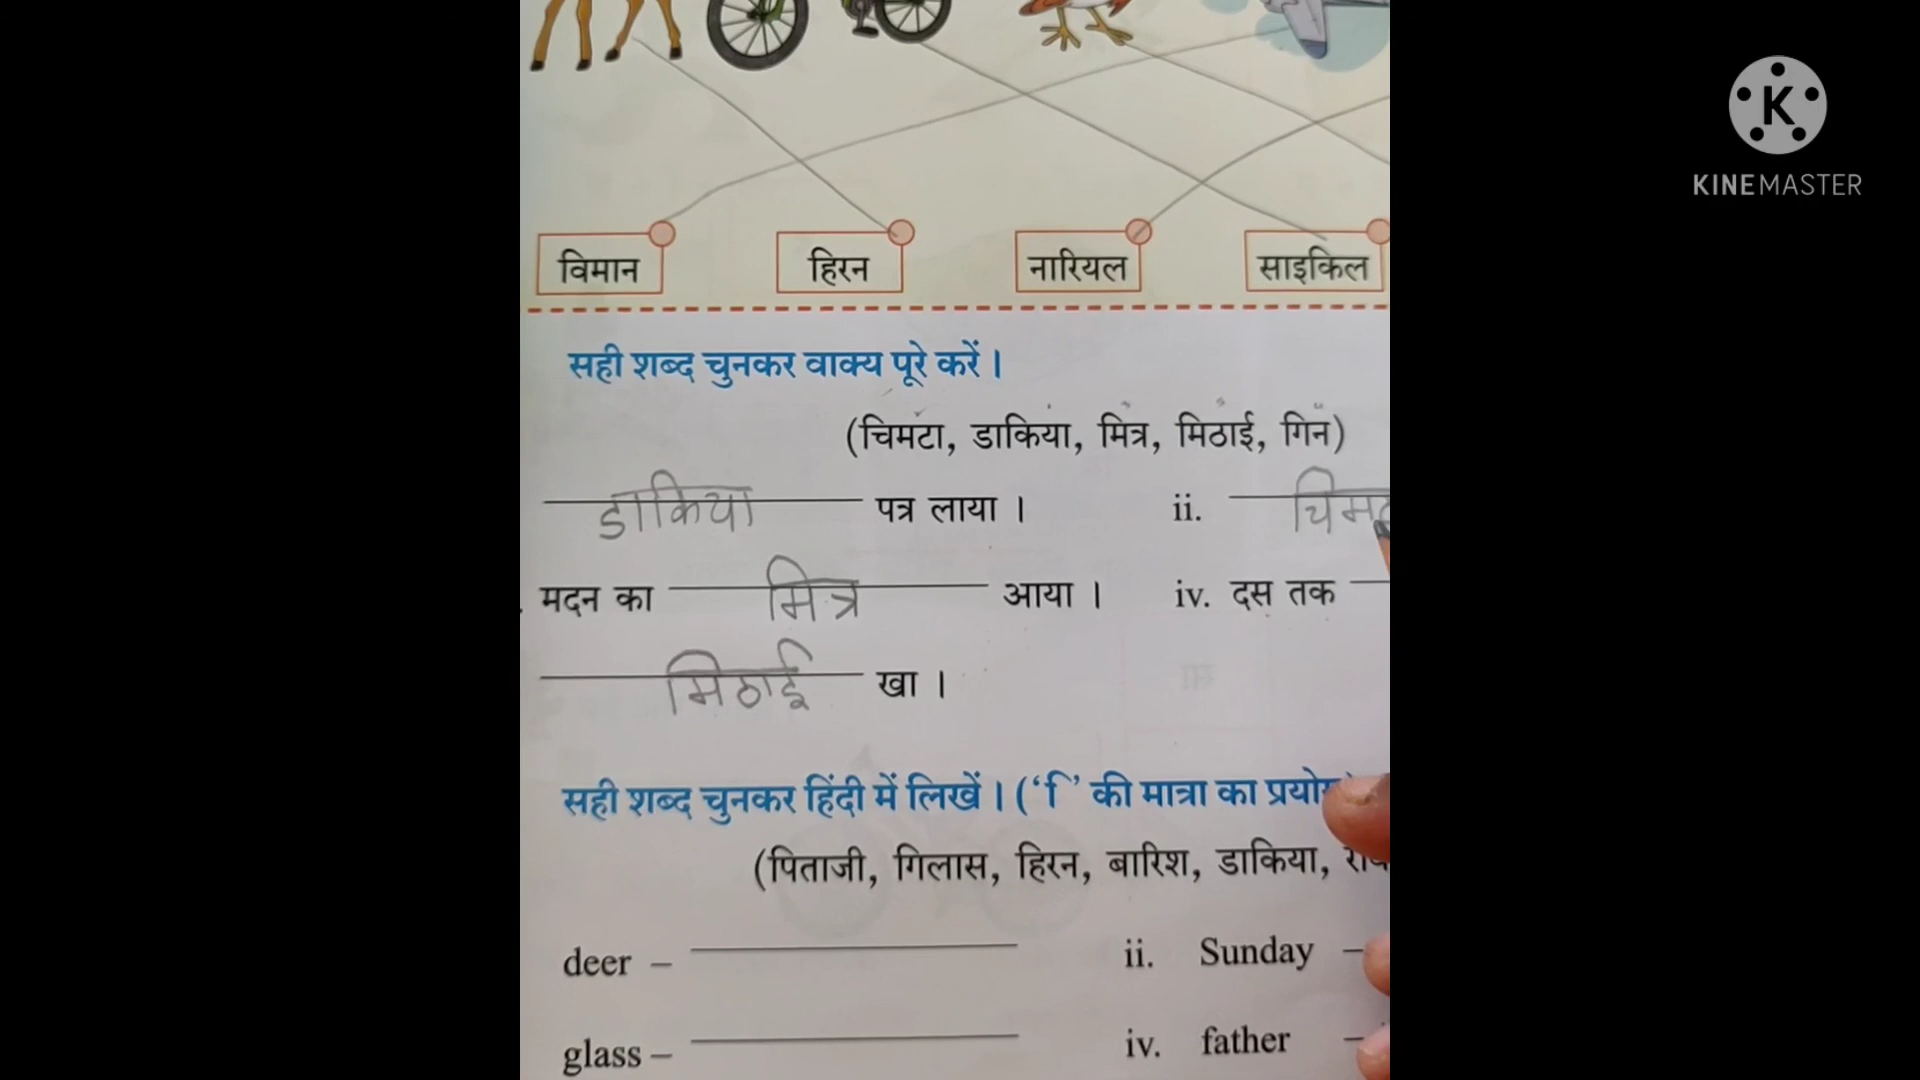 KINEMASTER
विमान हिरन नारियल साइकिल
सही शब्द चुनकर वाक्य पूरे करें।
(चिमटा, डाकिया, मित्र, मिठाई, गिन)
डाकिया पत्र लाया। ii.
मदन का मित्र आया। iv. दस तक
मिठाई खा।
सही शब्द चुनकर हिंदी में लिखें। ('ि' की मात्रा का
(पिताजी, गिलास, हिरन, बारिश, डाकिया,
deer – ii. Sunday –
glass – iv. father –